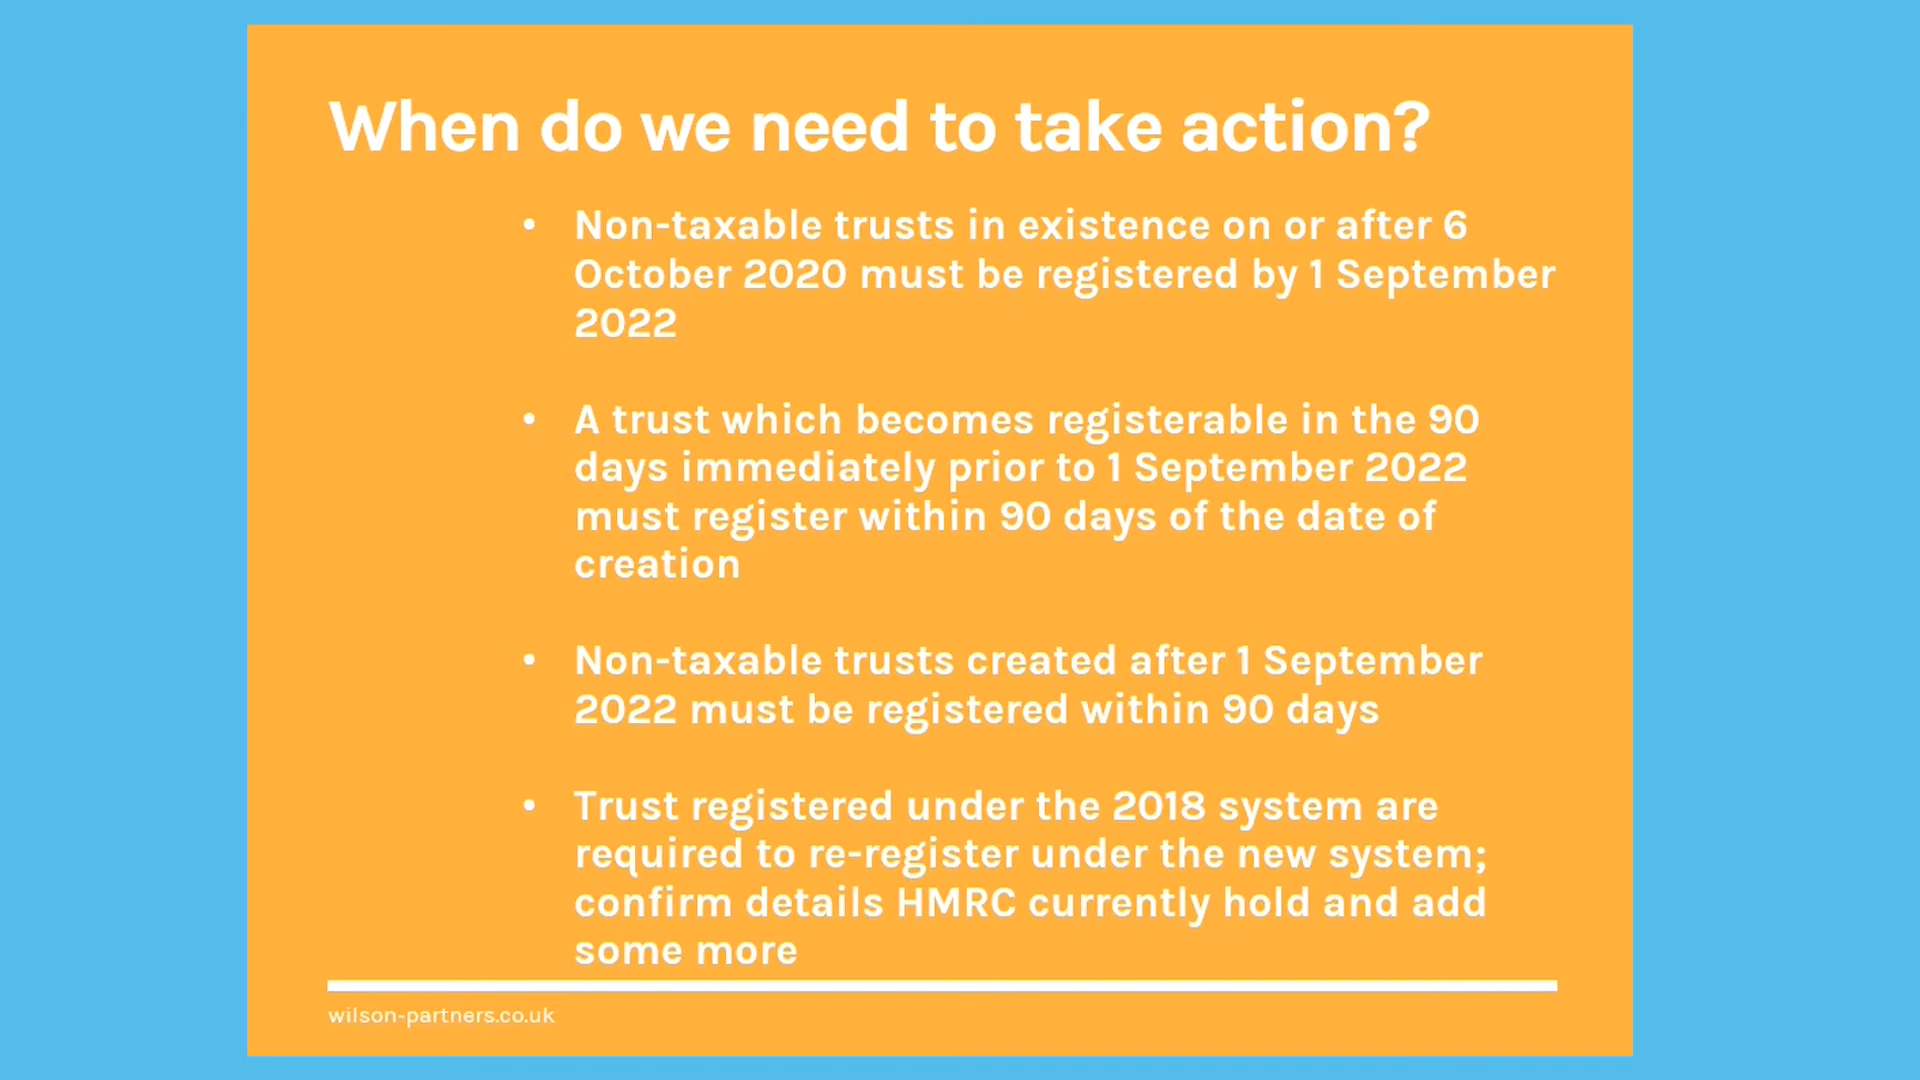 When do we need to take action?
• Non-taxable trusts in existence on or after 6
October 2020 must be registered by 1 September
2022
• A trust which becomes registerable in the 90
days immediately prior to 1 September 2022
must register within 90 days of the date of
creation
• Non-taxable trusts created after 1 September
2022 must be registered within 90 days
• Trust registered under the 2018 system are
required to re-register under the new system;
confirm details HMRC currently hold and add
some more
wilson-partners.co.uk